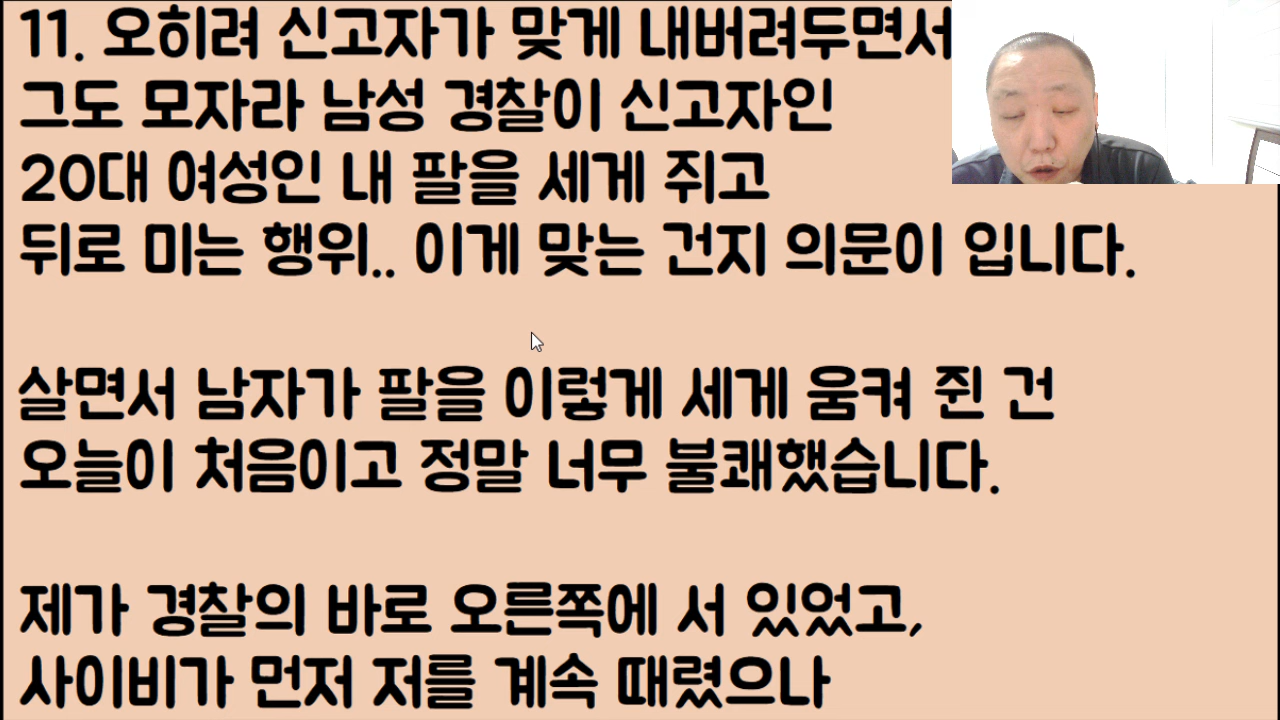 11. 오히려 신고자가 맞게 내버려두면서
그도 모자라 남성 경찰이 신고자인
20대 여성인 내 팔을 세게 쥐고
뒤로 미는 행위.. 이게 맞는 건지 의문이 입니다.
살면서 남자가 팔을 이렇게 세게 움켜 쥔 건
오늘이 처음이고 정말 너무 불쾌했습니다.
제가 경찰의 바로 오른쪽에 서 있었고,
사이비가 먼저 저를 계속 때렸으나